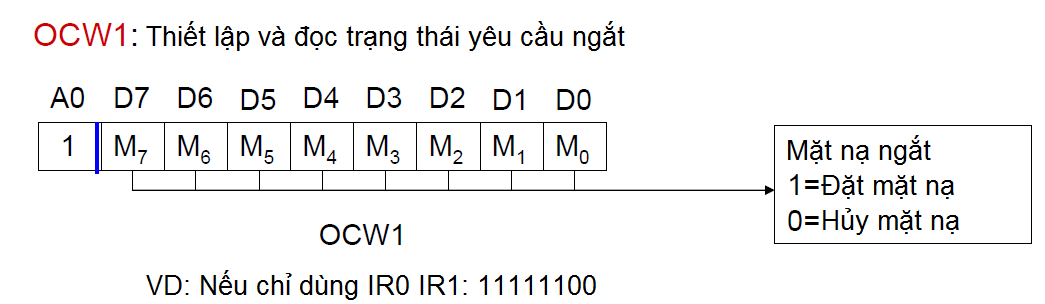 OCW1: Thiết lập và đọc trạng thái yêu cầu ngắt
A0 D7 D6 D5 D4 D3 D2 D1 D0
1 M7 M6 M5 M4 M3 M2 M1 M0
Mặt nạ ngắt
1=Đặt mặt nạ
0=Hủy mặt nạ
OCW1
VD: Nếu chỉ dùng IR0 IR1: 11111100